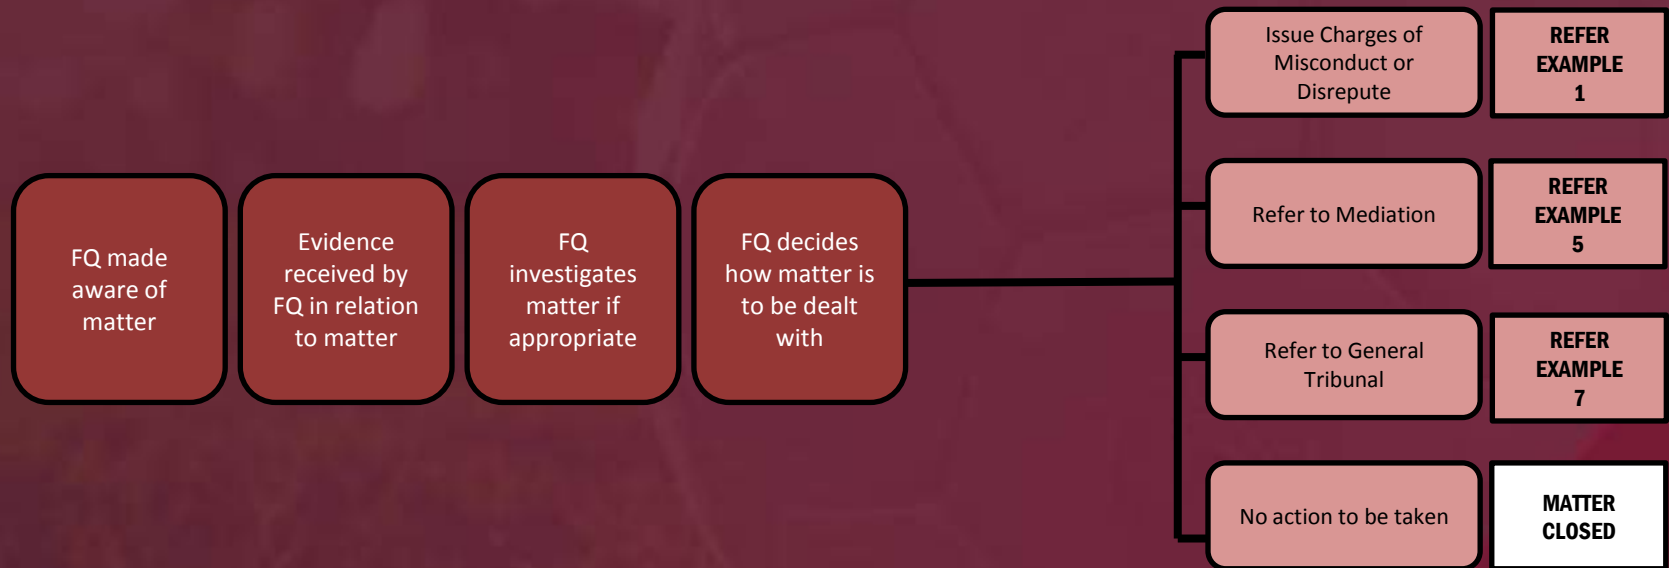 FQ made
aware of
matter
Evidence
received by
FQ in relation
to matter
FQ
investigates
matter if
appropriate
FQ decides
how matter is
to be dealt
with
Issue Charges of
Misconduct or
Disrepute
REFER
EXAMPLE
1
Refer to Mediation
REFER
EXAMPLE
5
Refer to General
Tribunal
REFER
EXAMPLE
7
No action to be taken
MATTER
CLOSED